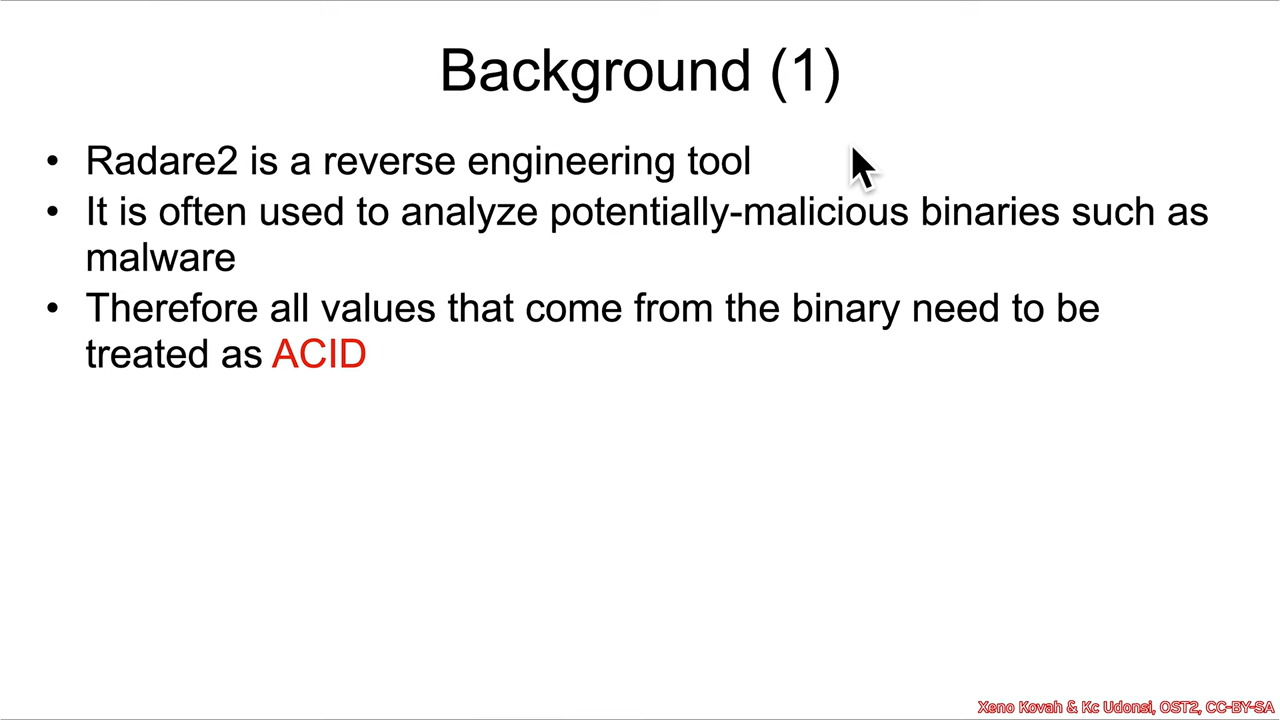 Background (1)
• Radare2 is a reverse engineering tool
• It is often used to analyze potentially-malicious binaries such as
malware
• Therefore all values that come from the binary need to be
treated as ACID
Xeno Kovah & Kc Udonsi, OST2, CC-BY-SA